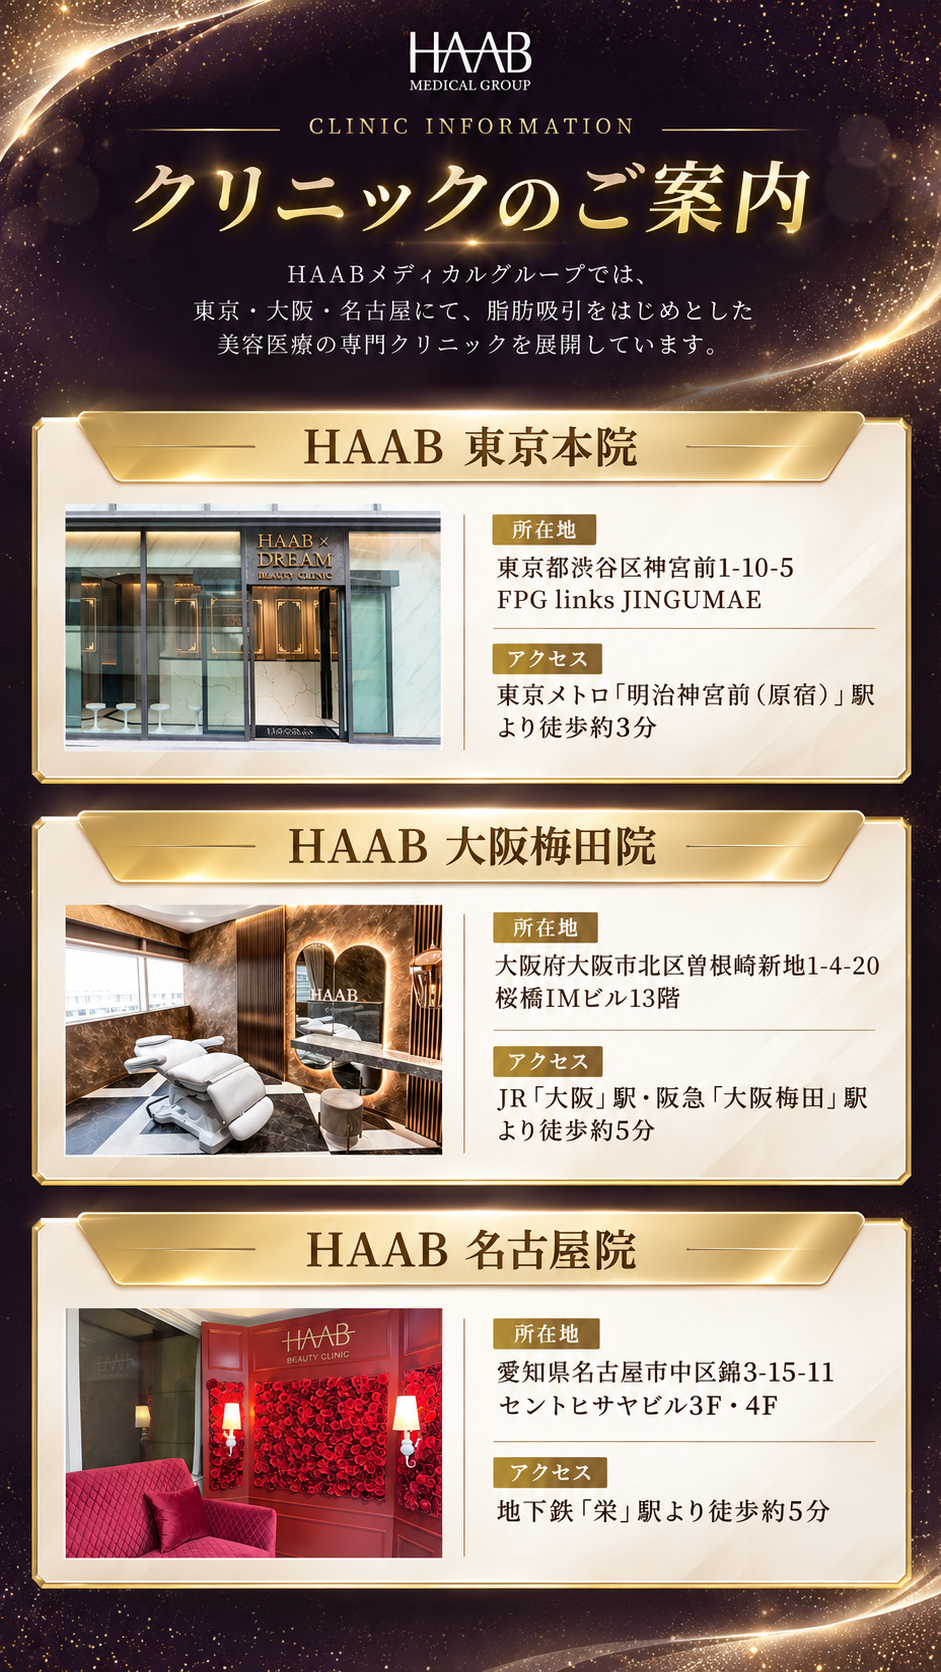 HAAB
MEDICAL GROUP
CLINIC INFORMATION
クリニックのご案内
HAABメディカルグループでは、
東京・大阪・名古屋にて、脂肪吸引をはじめとした
美容医療の専門クリニックを展開しています。
HAAB 東京本院
HAAB ×
DREAM
BEAUTY CLINIC
所在地
東京都渋谷区神宮前1-10-5
FPG links JINGUMAE
アクセス
東京メトロ「明治神宮前(原宿)」駅
より徒歩約3分
HAAB 大阪梅田院
HAAB
所在地
大阪府大阪市北区曽根崎新地1-4-20
桜橋IMビル13階
アクセス
JR「大阪」駅・阪急「大阪梅田」駅
より徒歩約5分
HAAB 名古屋院
HAAB
BEAUTY CLINIC
所在地
愛知県名古屋市中区錦3-15-11
セントヒサヤビル3F・4F
アクセス
地下鉄「栄」駅より徒歩約5分